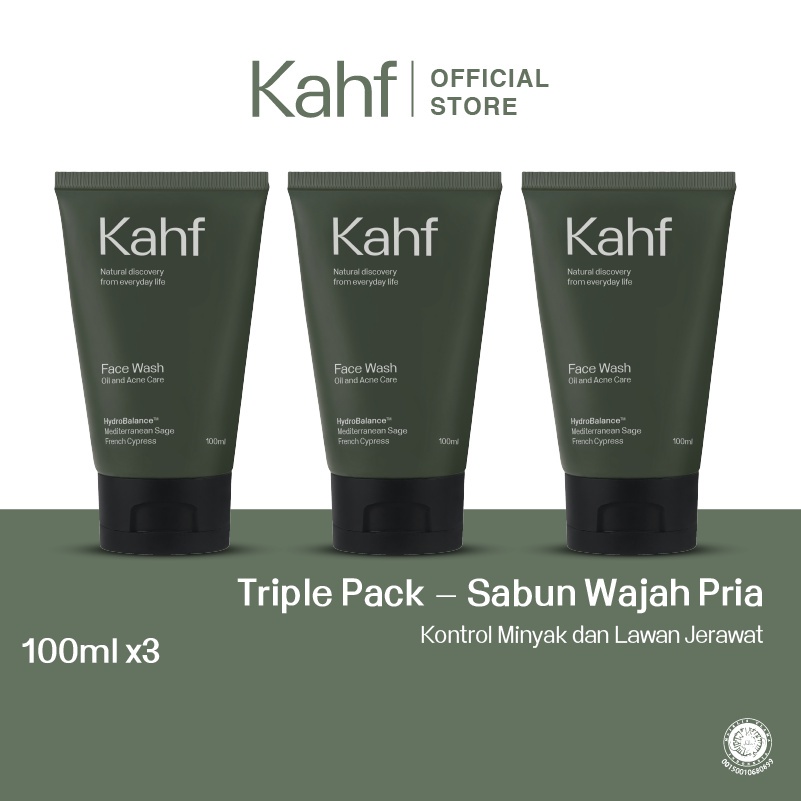 Kahf
OFFICIAL
STORE
Kahf
Natural discovery
from everyday life
Face Wash
Oil and Acne Care
HydroBalance™
Mediterranean Sage
French Cypress
100ml
Kahf
Natural discovery
from everyday life
Face Wash
Oil and Acne Care
HydroBalance™
Mediterranean Sage
French Cypress
100ml
Kahf
Natural discovery
from everyday life
Face Wash
Oil and Acne Care
HydroBalance™
Mediterranean Sage
French Cypress
100ml
Triple Pack – Sabun Wajah Pria
Kontrol Minyak dan Lawan Jerawat
100ml x3